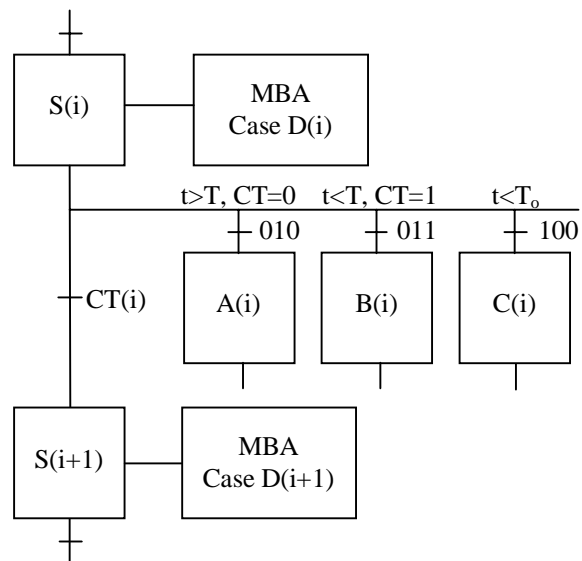 S(i)
MBA
Case D(i)
t>T, CT=0
t<T, CT=1
t<Tₒ
010
011
100
CT(i)
A(i)
B(i)
C(i)
S(i+1)
MBA
Case D(i+1)